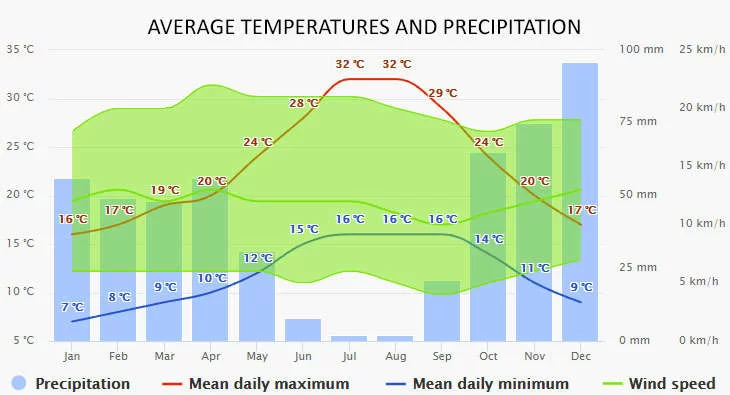 AVERAGE TEMPERATURES AND PRECIPITATION
35 °C 100 mm 25 km/h
32 °C 32 °C
30 °C 29 °C 20 km/h
28 °C
25 °C 24 °C 24 °C 75 mm
20 °C 19 °C 20 °C 20 °C 50 mm 15 km/h
16 °C 17 °C 17 °C
15 °C 15 °C 16 °C 16 °C 16 °C 14 °C 10 km/h
10 °C 12 °C 11 °C 25 mm 5 km/h
7 °C 8 °C 9 °C 10 °C 9 °C
5 °C 0 mm 0 km/h
Jan Feb Mar Apr May Jun Jul Aug Sep Oct Nov Dec
Precipitation Mean daily maximum Mean daily minimum Wind speed